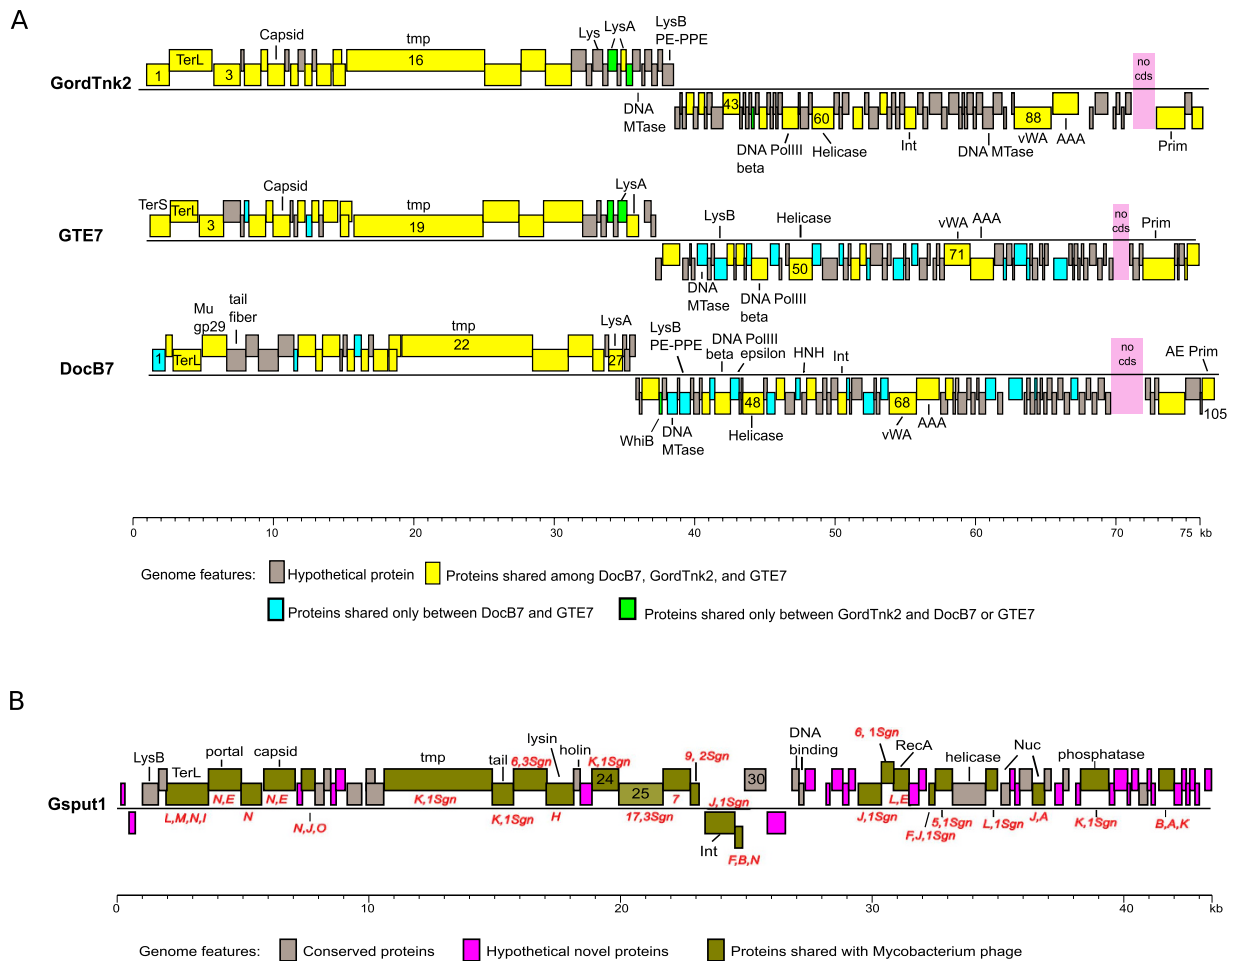 A
GordTnk2
1
TerL
3
Capsid
tmp
16
Lys
LysA
LysB
PE-PPE
DNA
MTase
43
DNA PolIII
beta
60
Helicase
Int
DNA MTase
88
vWA
AAA
no
cds
Prim
GTE7
TerS
TerL
3
Capsid
tmp
19
LysA
LysB
DNA
MTase
DNA PolIII
beta
Helicase
50
vWA
AAA
71
no
cds
Prim
DocB7
1
Mu
gp29
TerL
tail
fiber
tmp
22
LysA
27
LysB
PE-PPE
WhiB
DNA
MTase
DNA PolIII
beta epsilon
48
Helicase
HNH
Int
68
vWA
AAA
no
cds
AE Prim
105
0
10
20
30
40
50
60
70
75 kb
Genome features:
Hypothetical protein
Proteins shared among DocB7, GordTnk2, and GTE7
Proteins shared only between DocB7 and GTE7
Proteins shared only between GordTnk2 and DocB7 or GTE7
B
Gsput1
LysB
TerL
L,M,N,I
portal
N,E
N
capsid
N,E
N,J,O
tmp
K,1Sgn
tail
K,1Sgn
6,3Sgn
lysin
H
holin
K,1Sgn
24
25
17,3Sgn
7
9, 2Sgn
J,1Sgn
Int
F,B,N
30
DNA
binding
6, 1Sgn
J,1Sgn
RecA
L,E
F,J,1Sgn
5,1Sgn
helicase
L,1Sgn
Nuc
J,A
phosphatase
K,1Sgn
B,A,K
0
10
20
30
40
kb
Genome features:
Conserved proteins
Hypothetical novel proteins
Proteins shared with Mycobacterium phage